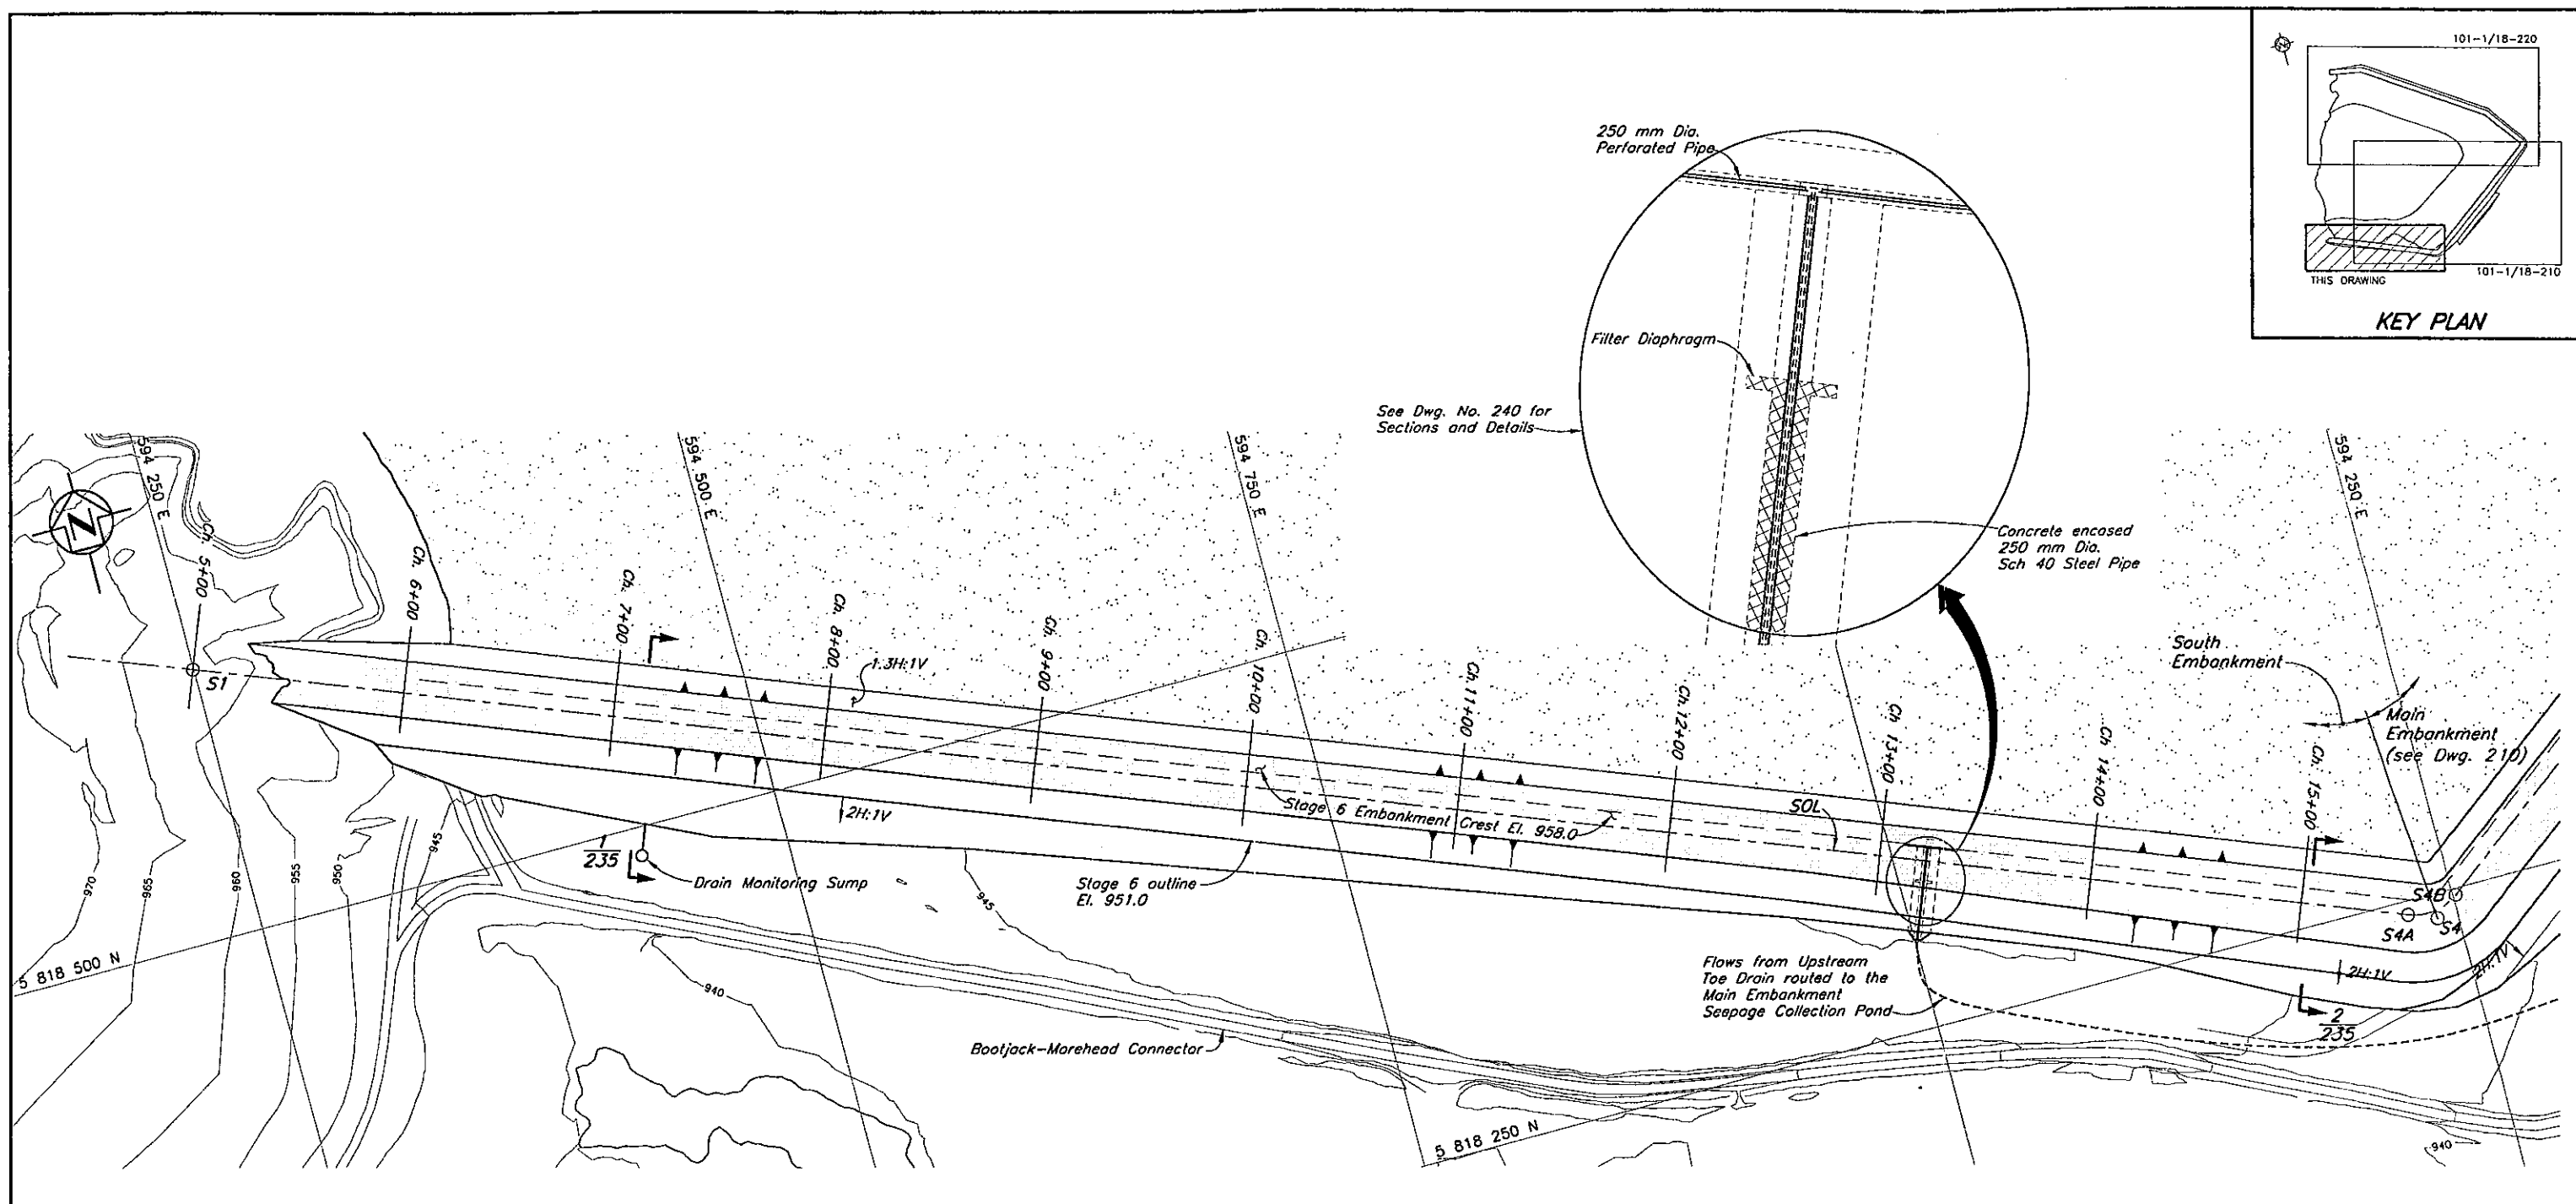 101-1/18-220
101-1/18-210
THIS DRAWING
KEY PLAN
250 mm Dia.
Perforated Pipe
Filter Diaphragm
See Dwg. No. 240 for
Sections and Details
Concrete encased
250 mm Dia.
Sch 40 Steel Pipe
594 250 E
594 500 E
594 750 E
594 250 E
N
Ch. 5+00
Ch. 6+00
Ch. 7+00
Ch. 8+00
Ch. 9+00
Ch. 10+00
Ch. 11+00
Ch. 12+00
Ch. 13+00
Ch. 14+00
Ch. 15+00
South
Embankment
Main
Embankment
(see Dwg. 210)
S1
1.3H:1V
Stage 6 Embankment Crest El. 958.0
SOL
2H:1V
1
235
Drain Monitoring Sump
Stage 6 outline
El. 951.0
S4B
S4
S4A
2H:1V
2H:1V
2
235
Flows from Upstream
Toe Drain routed to the
Main Embankment
Seepage Collection Pond
970
965
960
955
950
945
945
940
940
5 818 500 N
Bootjack-Morehead Connector
5 818 250 N